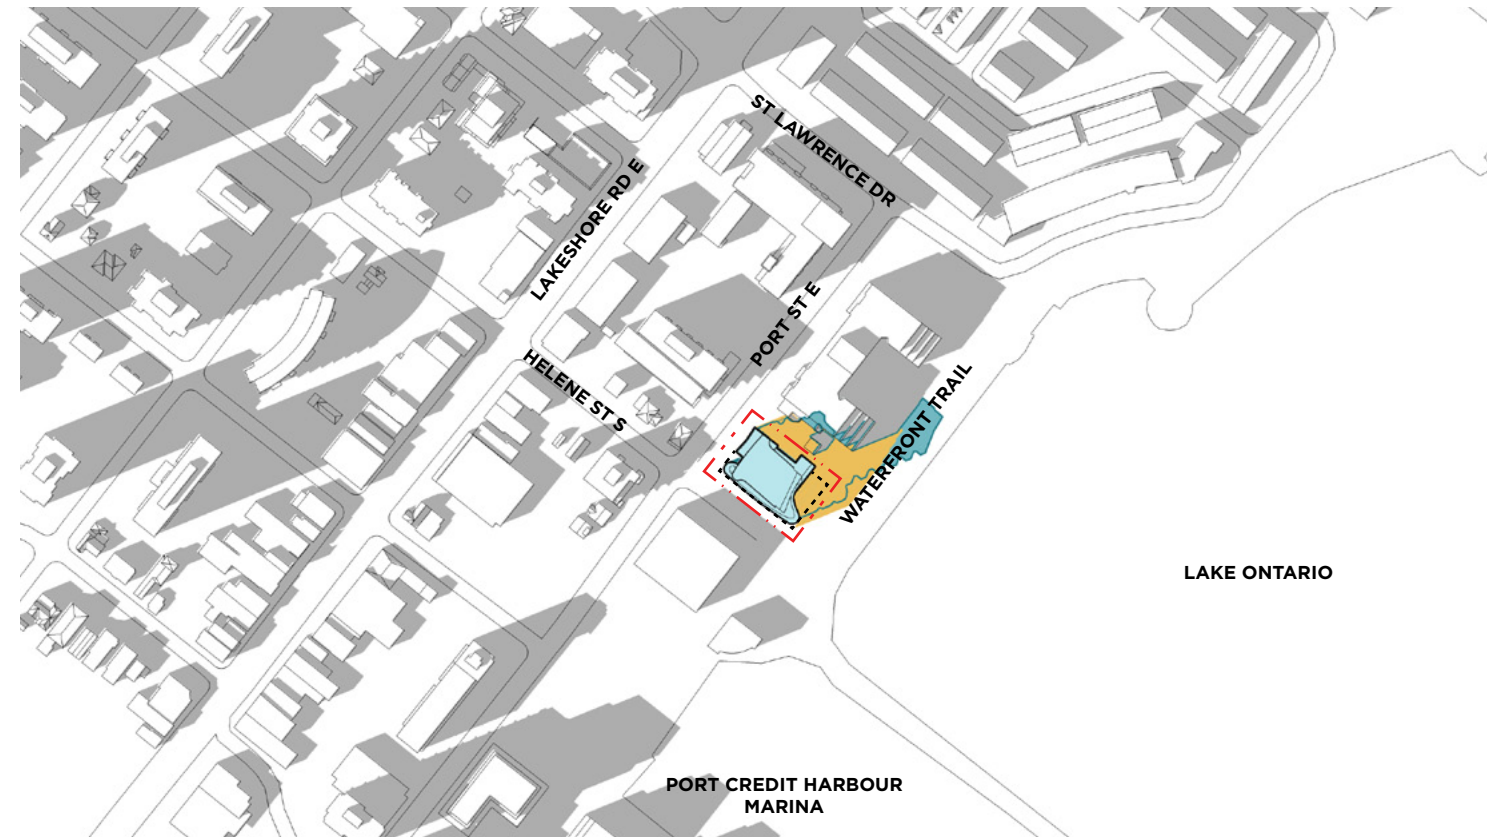 ST LAWRENCE DR
LAKESHORE RD E
PORT ST E
HELENE ST S
WATERFRONT TRAIL
LAKE ONTARIO
PORT CREDIT HARBOUR
MARINA